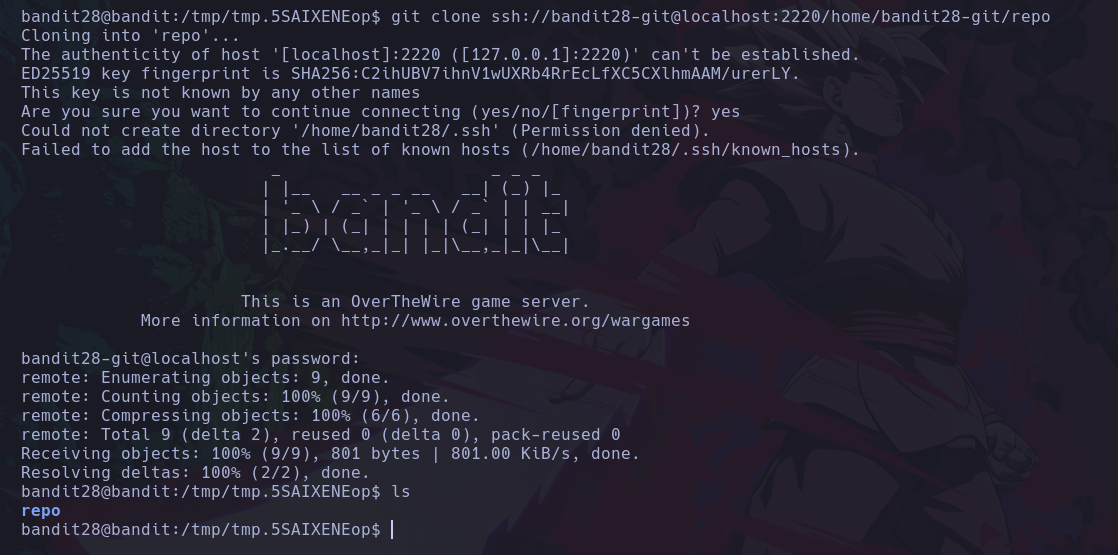 bandit28@bandit:/tmp/tmp.5SAIXENEop$ git clone ssh://bandit28-git@localhost:2220/home/bandit28-git/repo
Cloning into 'repo'...
The authenticity of host '[localhost]:2220 ([127.0.0.1]:2220)' can't be established.
ED25519 key fingerprint is SHA256:C2ihUBV7ihnV1wUXRb4RrEcLfXC5CXlhmAAM/urerLY.
This key is not known by any other names
Are you sure you want to continue connecting (yes/no/[fingerprint])? yes
Could not create directory '/home/bandit28/.ssh' (Permission denied).
Failed to add the host to the list of known hosts (/home/bandit28/.ssh/known_hosts).
                         _                     _ _ _
                        | |__   __ _ _ __   __| (_) |_
                        | '_ \ / _` | '_ \ / _` | | __|
                        | |_) | (_| | | | | (_| | | |_
                        |_.__/ \__,_|_| |_|\__,_|_|\__|
                      This is an OverTheWire game server.
            More information on http://www.overthewire.org/wargames
bandit28-git@localhost's password:
remote: Enumerating objects: 9, done.
remote: Counting objects: 100% (9/9), done.
remote: Compressing objects: 100% (6/6), done.
remote: Total 9 (delta 2), reused 0 (delta 0), pack-reused 0
Receiving objects: 100% (9/9), 801 bytes | 801.00 KiB/s, done.
Resolving deltas: 100% (2/2), done.
bandit28@bandit:/tmp/tmp.5SAIXENEop$ ls
repo
bandit28@bandit:/tmp/tmp.5SAIXENEop$